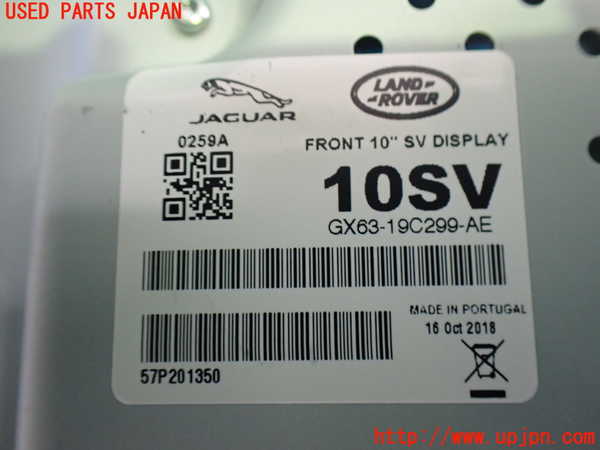 USED PARTS JAPAN
JAGUAR
LAND ROVER
0259A
FRONT 10" SV DISPLAY
10SV
GX63-19C299-AE
MADE IN PORTUGAL
16 Oct 2018
57P201350
http://www.upjpn.com